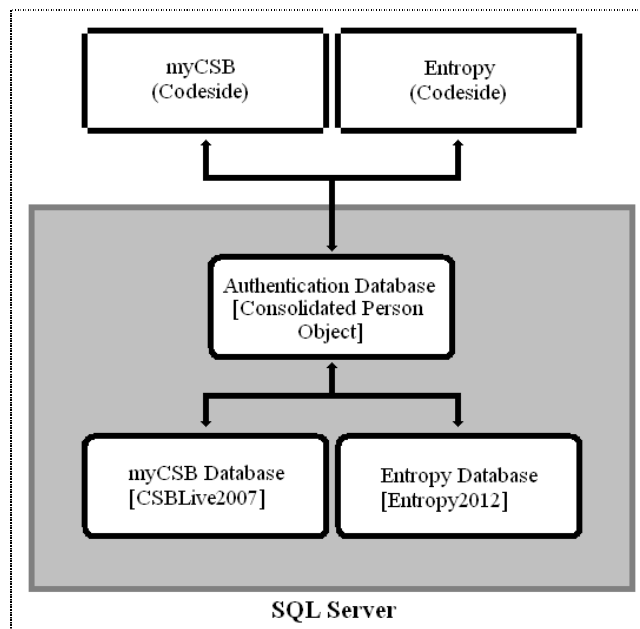 myCSB
(Codeside)
Entropy
(Codeside)
Authentication Database
[Consolidated Person
Object]
myCSB Database
[CSBLive2007]
Entropy Database
[Entropy2012]
SQL Server